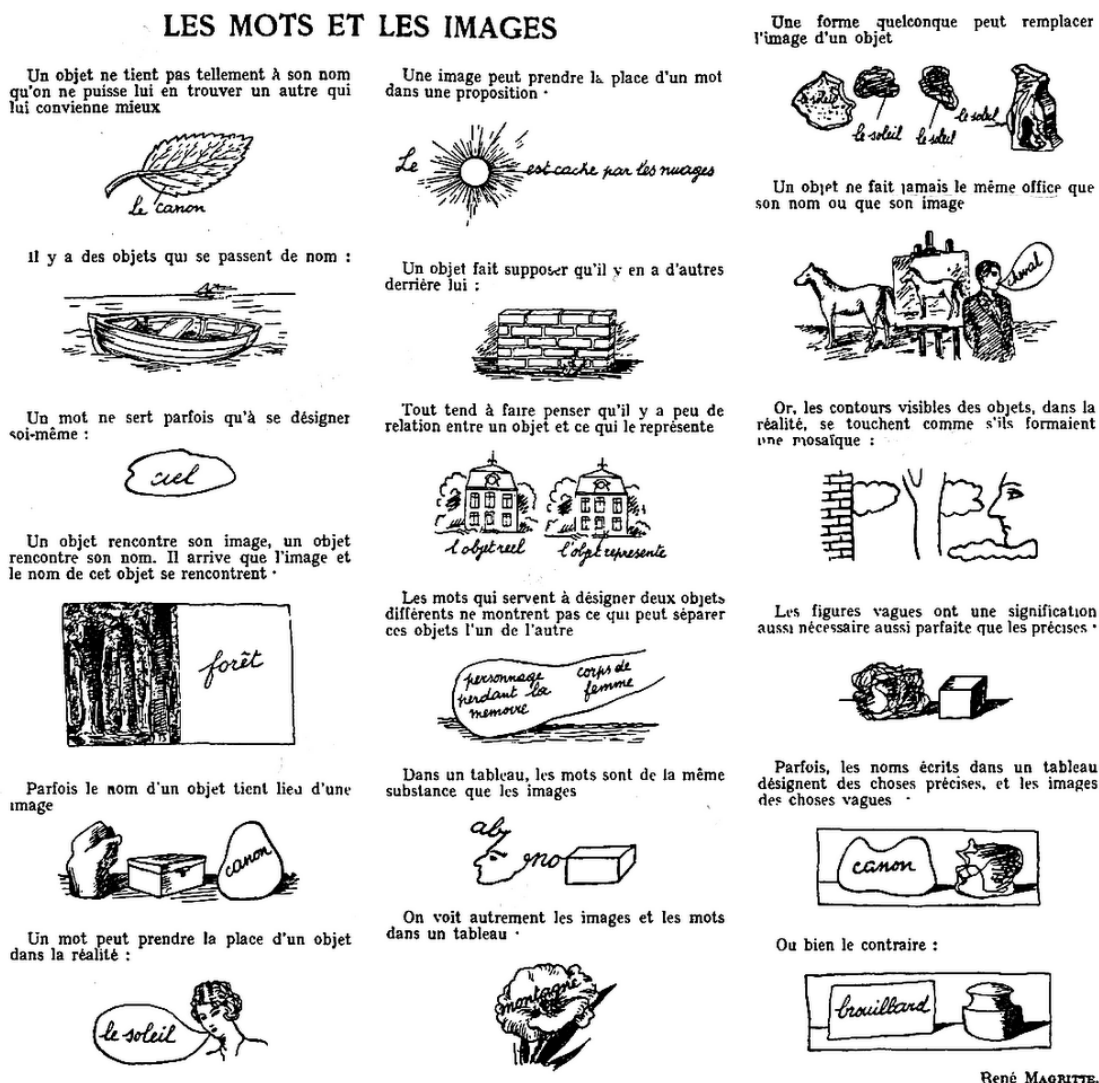 LES MOTS ET LES IMAGES
Un objet ne tient pas tellement à son nom
qu'on ne puisse lui en trouver un autre qui
lui convienne mieux
Le canon
Il y a des objets qui se passent de nom :
Un mot ne sert parfois qu'à se désigner
soi-même :
ciel
Un objet rencontre son image, un objet
rencontre son nom. Il arrive que l'image et
le nom de cet objet se rencontrent ·
forêt
Parfois le nom d'un objet tient lieu d'une
image
canon
Un mot peut prendre la place d'un objet
dans la réalité :
le soleil
Une image peut prendre la place d'un mot
dans une proposition ·
Le est caché par les nuages
Un objet fait supposer qu'il y en a d'autres
derrière lui :
Tout tend à faire penser qu'il y a peu de
relation entre un objet et ce qui le représente
l'objet réel l'objet représenté
Les mots qui servent à désigner deux objets
différents ne montrent pas ce qui peut séparer
ces objets l'un de l'autre
personnage
perdant la
mémoire
corps de
femme
Dans un tableau, les mots sont de la même
substance que les images
aby
mo
On voit autrement les images et les mots
dans un tableau ·
montagne
Une forme quelconque peut remplacer
l'image d'un objet
le soleil
le soleil
le soleil
le soleil
Un objet ne fait jamais le même office que
son nom ou que son image
cheval
Or, les contours visibles des objets, dans la
réalité, se touchent comme s'ils formaient
une mosaïque :
Les figures vagues ont une signification
aussi nécessaire aussi parfaite que les précises ·
Parfois, les noms écrits dans un tableau
désignent des choses précises, et les images
des choses vagues ·
canon
Ou bien le contraire :
brouillard
René MAGRITTE.